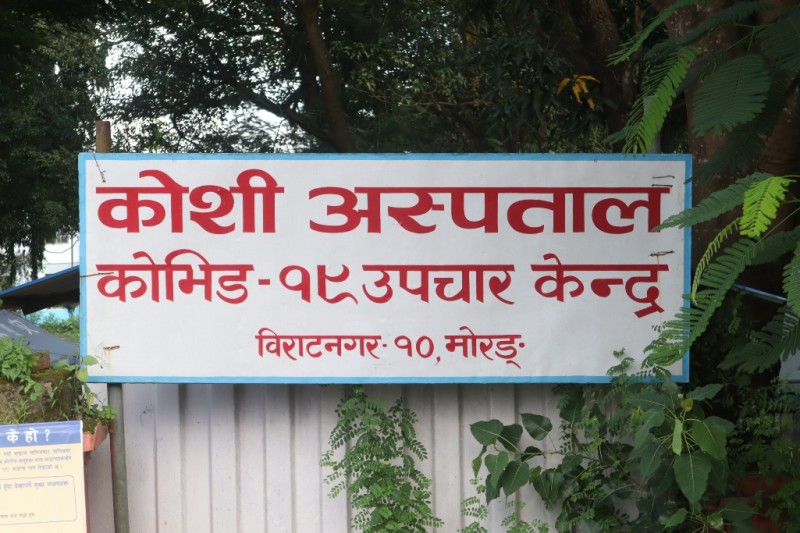 कोशी अस्पताल
कोभिड - १९ उपचार केन्द्र
विराटनगर- १०, मोरङ्ग
के हो ?